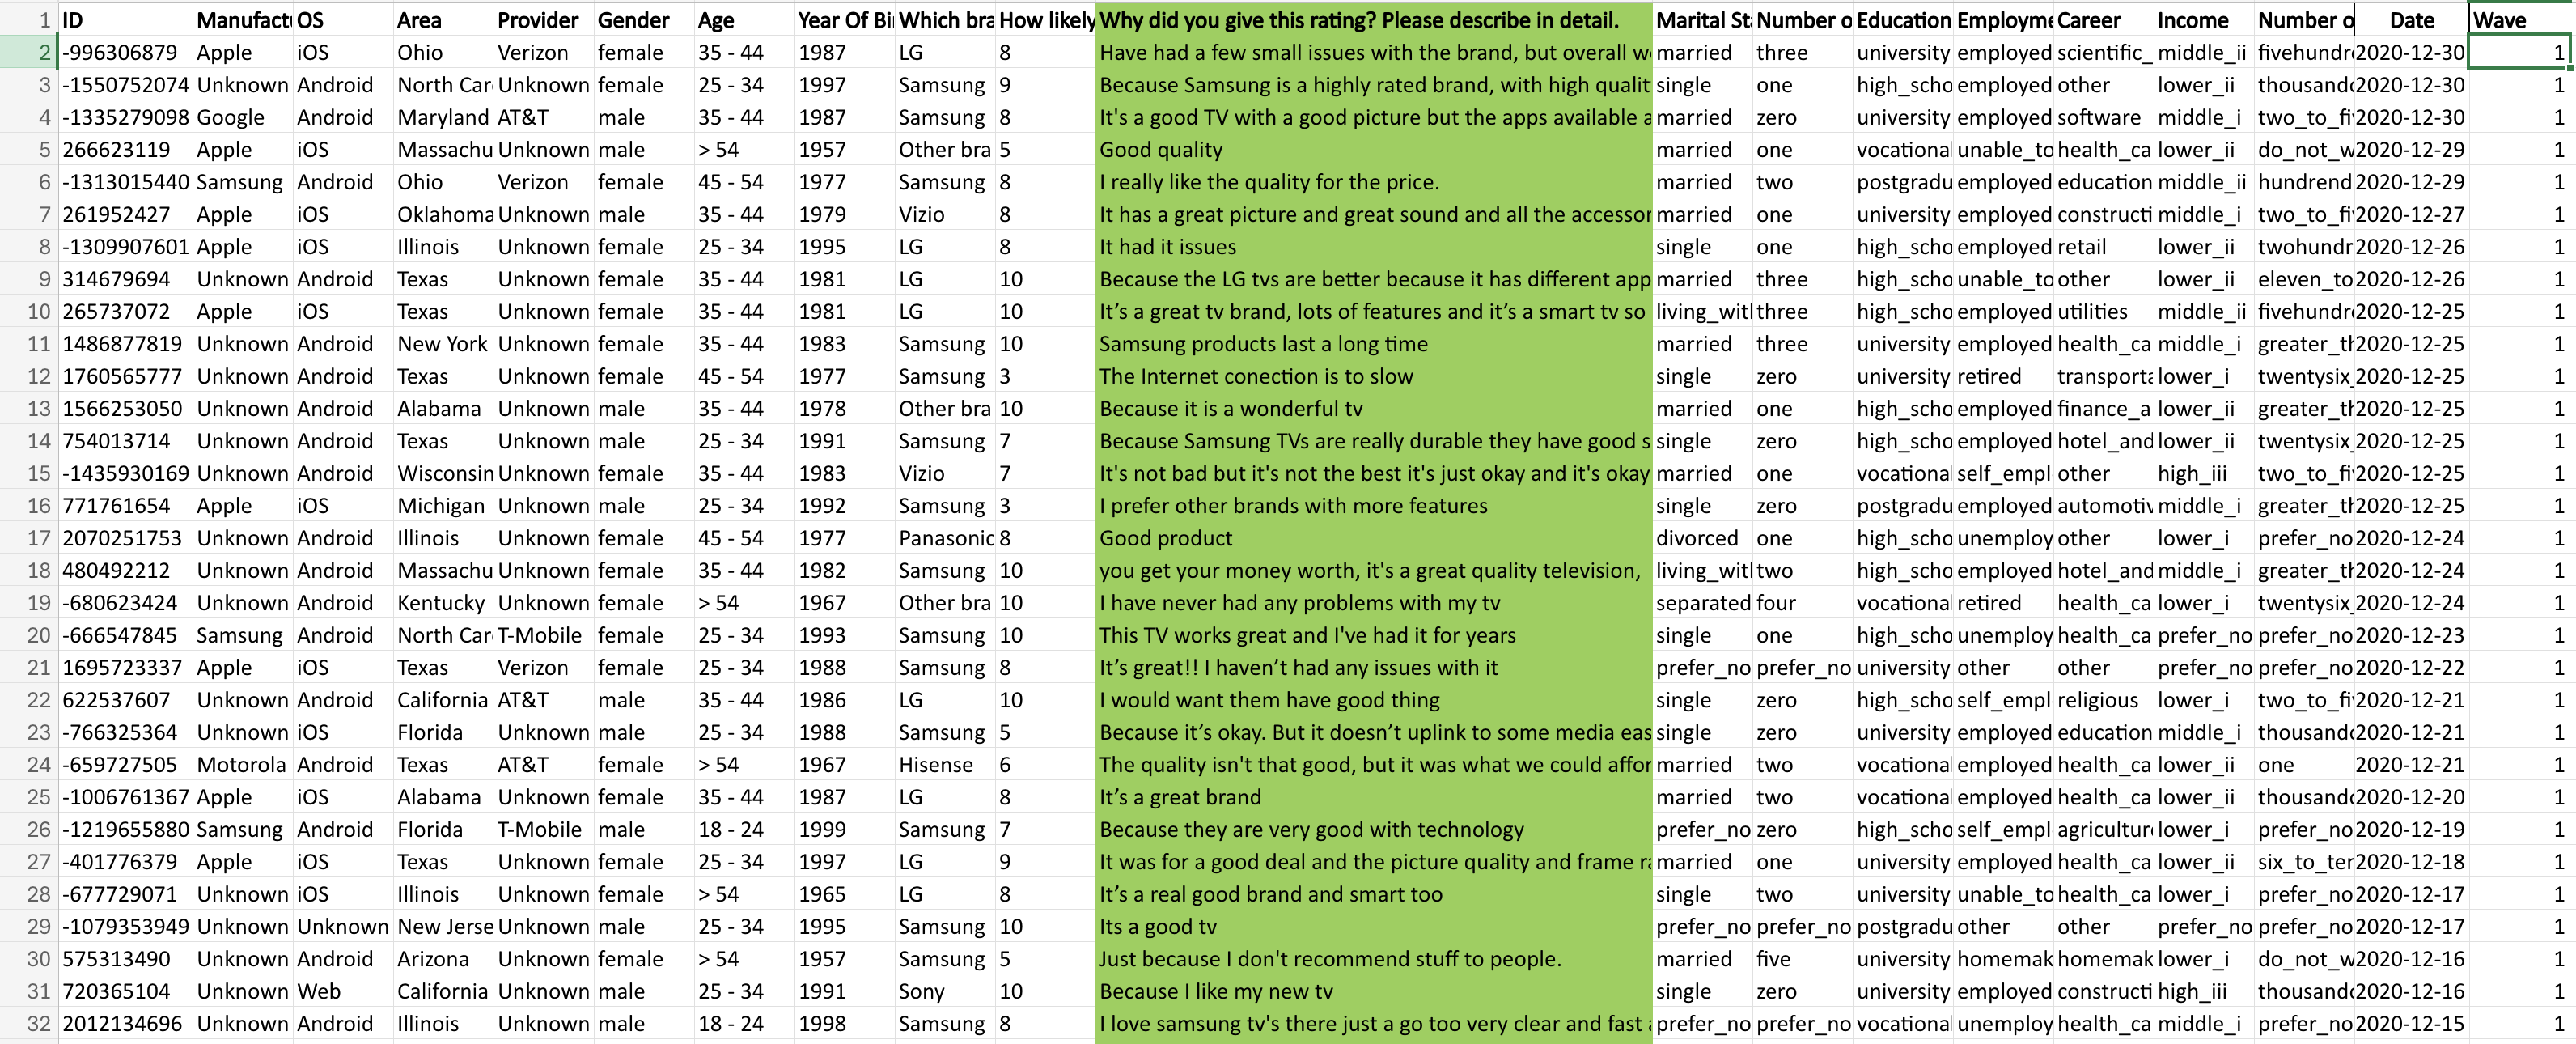 1 ID Manufact OS Area Provider Gender Age Year Of Bi Which bra How likely Why did you give this rating? Please describe in detail. Marital St Number o Education Employme Career Income Number o Date Wave
2 -996306879 Apple iOS Ohio Verizon female 35 - 44 1987 LG 8 Have had a few small issues with the brand, but overall w married three university employed scientific_ middle_ii fivehundr 2020-12-30 1
3 -1550752074 Unknown Android North Car Unknown female 25 - 34 1997 Samsung 9 Because Samsung is a highly rated brand, with high qualit single one high_scho employed other lower_ii thousand 2020-12-30 1
4 -1335279098 Google Android Maryland AT&T male 35 - 44 1987 Samsung 8 It's a good TV with a good picture but the apps available a married zero university employed software middle_i two_to_fi 2020-12-30 1
5 266623119 Apple iOS Massachu Unknown male > 54 1957 Other bra 5 Good quality married one vocational unable_to health_ca lower_ii do_not_w 2020-12-29 1
6 -1313015440 Samsung Android Ohio Verizon female 45 - 54 1977 Samsung 8 I really like the quality for the price. married two postgradu employed education middle_ii hundrend 2020-12-29 1
7 261952427 Apple iOS Oklahoma Unknown male 35 - 44 1979 Vizio 8 It has a great picture and great sound and all the accessor married one university employed constructi middle_i two_to_fi 2020-12-27 1
8 -1309907601 Apple iOS Illinois Unknown female 25 - 34 1995 LG 8 It had it issues single one high_scho employed retail lower_ii twohundr 2020-12-26 1
9 314679694 Unknown Android Texas Unknown female 35 - 44 1981 LG 10 Because the LG tvs are better because it has different app married three high_scho unable_to other lower_ii eleven_to 2020-12-26 1
10 265737072 Apple iOS Texas Unknown female 35 - 44 1981 LG 10 It’s a great tv brand, lots of features and it’s a smart tv so living_wit three high_scho employed utilities middle_ii fivehundr 2020-12-25 1
11 1486877819 Unknown Android New York Unknown female 35 - 44 1983 Samsung 10 Samsung products last a long time married three university employed health_ca middle_i greater_th 2020-12-25 1
12 1760565777 Unknown Android Texas Unknown female 45 - 54 1977 Samsung 3 The Internet conection is to slow single zero university retired transporta lower_i twentysix_ 2020-12-25 1
13 1566253050 Unknown Android Alabama Unknown male 35 - 44 1978 Other bra 10 Because it is a wonderful tv married one high_scho employed finance_a lower_ii greater_th 2020-12-25 1
14 754013714 Unknown Android Texas Unknown male 25 - 34 1991 Samsung 7 Because Samsung TVs are really durable they have good s single zero high_scho employed hotel_and lower_ii twentysix_ 2020-12-25 1
15 -1435930169 Unknown Android Wisconsin Unknown female 35 - 44 1983 Vizio 7 It's not bad but it's not the best it's just okay and it's okay married one vocational self_empl other high_iii two_to_fi 2020-12-25 1
16 771761654 Apple iOS Michigan Unknown male 25 - 34 1992 Samsung 3 I prefer other brands with more features single zero postgradu employed automotiv middle_i greater_th 2020-12-25 1
17 2070251753 Unknown Android Illinois Unknown female 45 - 54 1977 Panasonic 8 Good product divorced one high_scho unemploy other lower_i prefer_no 2020-12-24 1
18 480492212 Unknown Android Massachu Unknown female 35 - 44 1982 Samsung 10 you get your money worth, it's a great quality television, living_wit two high_scho employed hotel_and middle_i greater_th 2020-12-24 1
19 -680623424 Unknown Android Kentucky Unknown female > 54 1967 Other bra 10 I have never had any problems with my tv separated four vocational retired health_ca lower_i twentysix_ 2020-12-24 1
20 -666547845 Samsung Android North Car T-Mobile female 25 - 34 1993 Samsung 10 This TV works great and I've had it for years single one high_scho unemploy health_ca prefer_no prefer_no 2020-12-23 1
21 1695723337 Apple iOS Texas Verizon female 25 - 34 1988 Samsung 8 It’s great!! I haven’t had any issues with it prefer_no prefer_no university other other prefer_no prefer_no 2020-12-22 1
22 622537607 Unknown Android California AT&T male 35 - 44 1986 LG 10 I would want them have good thing single zero high_scho self_empl religious lower_i two_to_fi 2020-12-21 1
23 -766325364 Unknown iOS Florida Unknown male 25 - 34 1988 Samsung 5 Because it’s okay. But it doesn’t uplink to some media eas single zero university employed education middle_i thousand 2020-12-21 1
24 -659727505 Motorola Android Texas AT&T female > 54 1967 Hisense 6 The quality isn't that good, but it was what we could affor married two vocational employed health_ca lower_ii one 2020-12-21 1
25 -1006761367 Apple iOS Alabama Unknown female 35 - 44 1987 LG 8 It’s a great brand married two vocational employed health_ca lower_ii thousand 2020-12-20 1
26 -1219655880 Samsung Android Florida T-Mobile male 18 - 24 1999 Samsung 7 Because they are very good with technology prefer_no zero high_scho self_empl agriculture lower_i prefer_no 2020-12-19 1
27 -401776379 Apple iOS Texas Unknown female 25 - 34 1997 LG 9 It was for a good deal and the picture quality and frame ra married one university employed health_ca lower_ii six_to_ter 2020-12-18 1
28 -677729071 Unknown iOS Illinois Unknown female > 54 1965 LG 8 It’s a real good brand and smart too single two university unable_to health_ca lower_i prefer_no 2020-12-17 1
29 -1079353949 Unknown Unknown New Jerse Unknown male 25 - 34 1995 Samsung 10 Its a good tv prefer_no prefer_no postgradu other other prefer_no prefer_no 2020-12-17 1
30 575313490 Unknown Android Arizona Unknown female > 54 1957 Samsung 5 Just because I don't recommend stuff to people. married five university homemak homemak lower_i do_not_w 2020-12-16 1
31 720365104 Unknown Web California Unknown male 25 - 34 1991 Sony 10 Because I like my new tv single zero university employed constructi high_iii thousand 2020-12-16 1
32 2012134696 Unknown Android Illinois Unknown male 18 - 24 1998 Samsung 8 I love samsung tv's there just a go too very clear and fast prefer_no prefer_no vocational unemploy health_ca middle_i prefer_no 2020-12-15 1